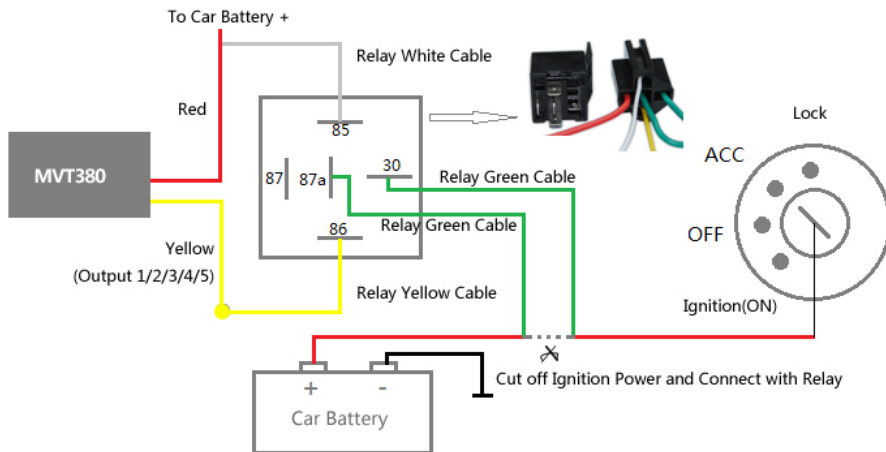 To Car Battery +
Relay White Cable
Red
85
Lock
MVT380
ACC
87
87a
30
Relay Green Cable
Relay Green Cable
86
OFF
Yellow
(Output 1/2/3/4/5)
Relay Yellow Cable
Ignition(ON)
Cut off Ignition Power and Connect with Relay
+
-
Car Battery